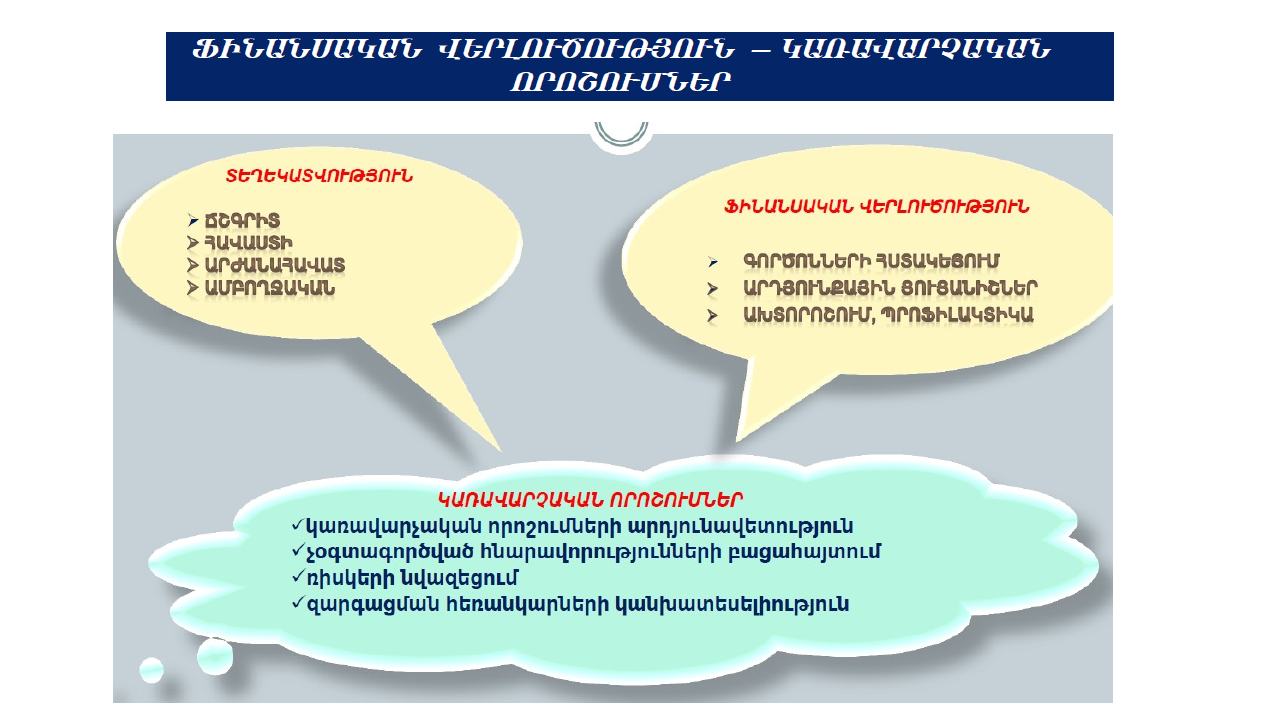 ՖԻՆԱՆՍԱԿԱՆ ՎԵՐԼՈՒԾՈՒԹՅՈՒՆ – ԿԱՌԱՎԱՐՉԱԿԱՆ
ՈՐՈՇՈՒՄՆԵՐ
ՏԵՂԵԿԱՏՎՈՒԹՅՈՒՆ
➢ ՃՇԳՐԻՏ
➢ ՀԱՎԱՍՏԻ
➢ ԱՐԺԱՆԱՀԱՎԱՏ
➢ ԱՄԲՈՂՋԱԿԱՆ
ՖԻՆԱՆՍԱԿԱՆ ՎԵՐԼՈՒԾՈՒԹՅՈՒՆ
➢ ԳՈՐԾՈՆՆԵՐԻ ՀՍՏԱԿԵՑՈՒՄ
➢ ԱՐԴՅՈՒՆՔԱՅԻՆ ՑՈՒՑԱՆԻՇՆԵՐ
➢ ԱԽՏՈՐՈՇՈՒՄ, ՊՐՈՖԻԼԱԿՏԻԿԱ
ԿԱՌԱՎԱՐՉԱԿԱՆ ՈՐՈՇՈՒՄՆԵՐ
✓կառավարչական որոշումների արդյունավետություն
✓չօգտագործված հնարավորությունների բացահայտում
✓ռիսկերի նվազեցում
✓զարգացման հեռանկարների կանխատեսելիություն